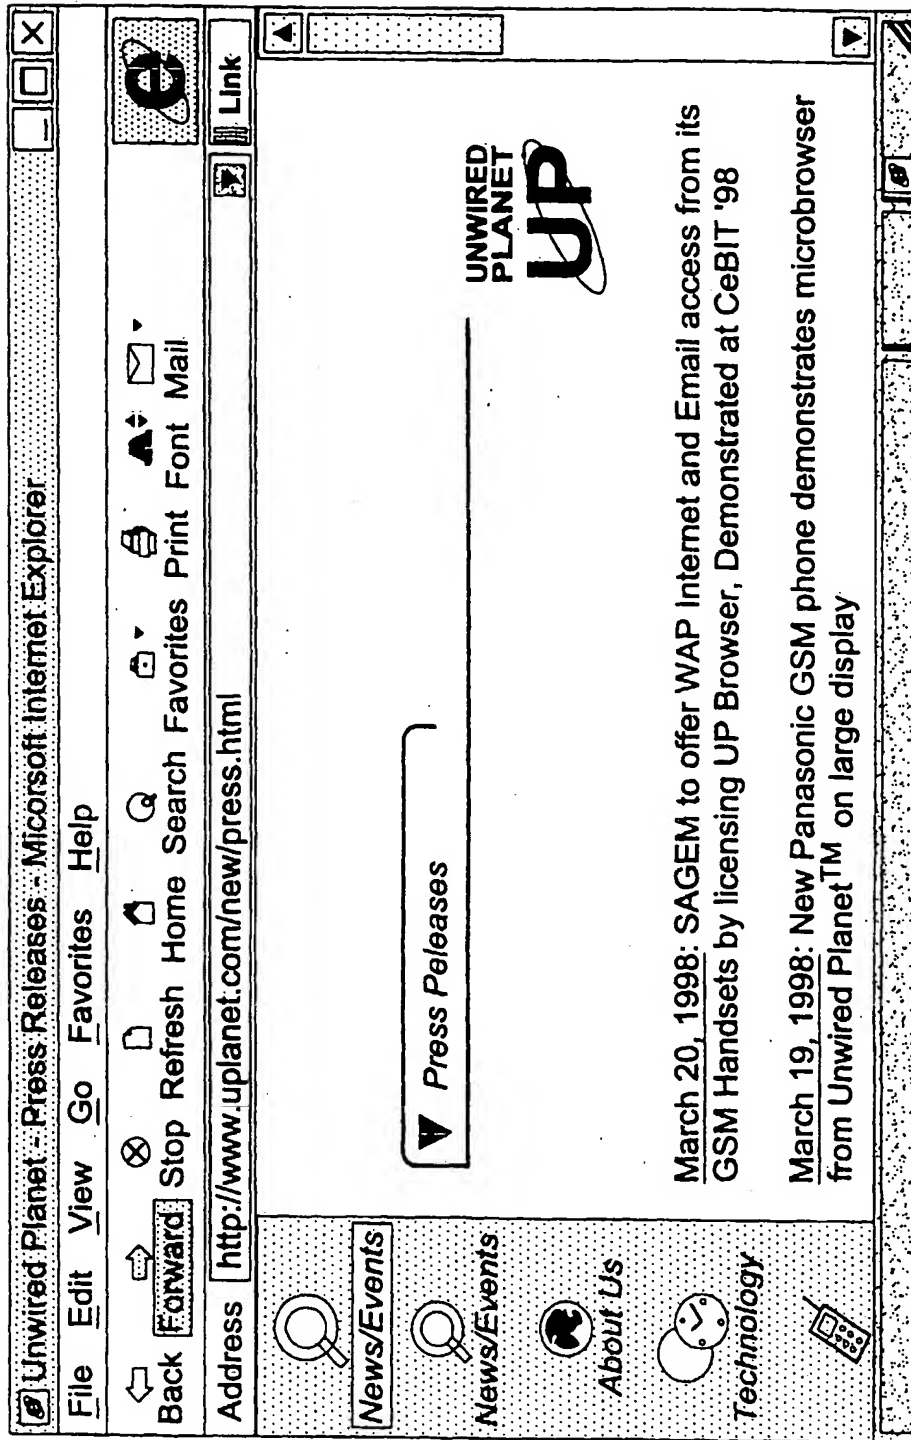 Unwired Planet - Press Releases - Micorsoft Internet Explorer
File Edit View Go Favorites Help
Back Forward Stop Refresh Home Search Favorites Print Font Mail
Address http://www.uplanet.com/new/press.html Link
News/Events
News/Events
About Us
Technology
Press Peleases
UNWIRED
PLANET
UP
March 20, 1998: SAGEM to offer WAP Internet and Email access from its
GSM Handsets by licensing UP Browser, Demonstrated at CeBIT '98
March 19, 1998: New Panasonic GSM phone demonstrates microbrowser
from Unwired Planet™ on large display